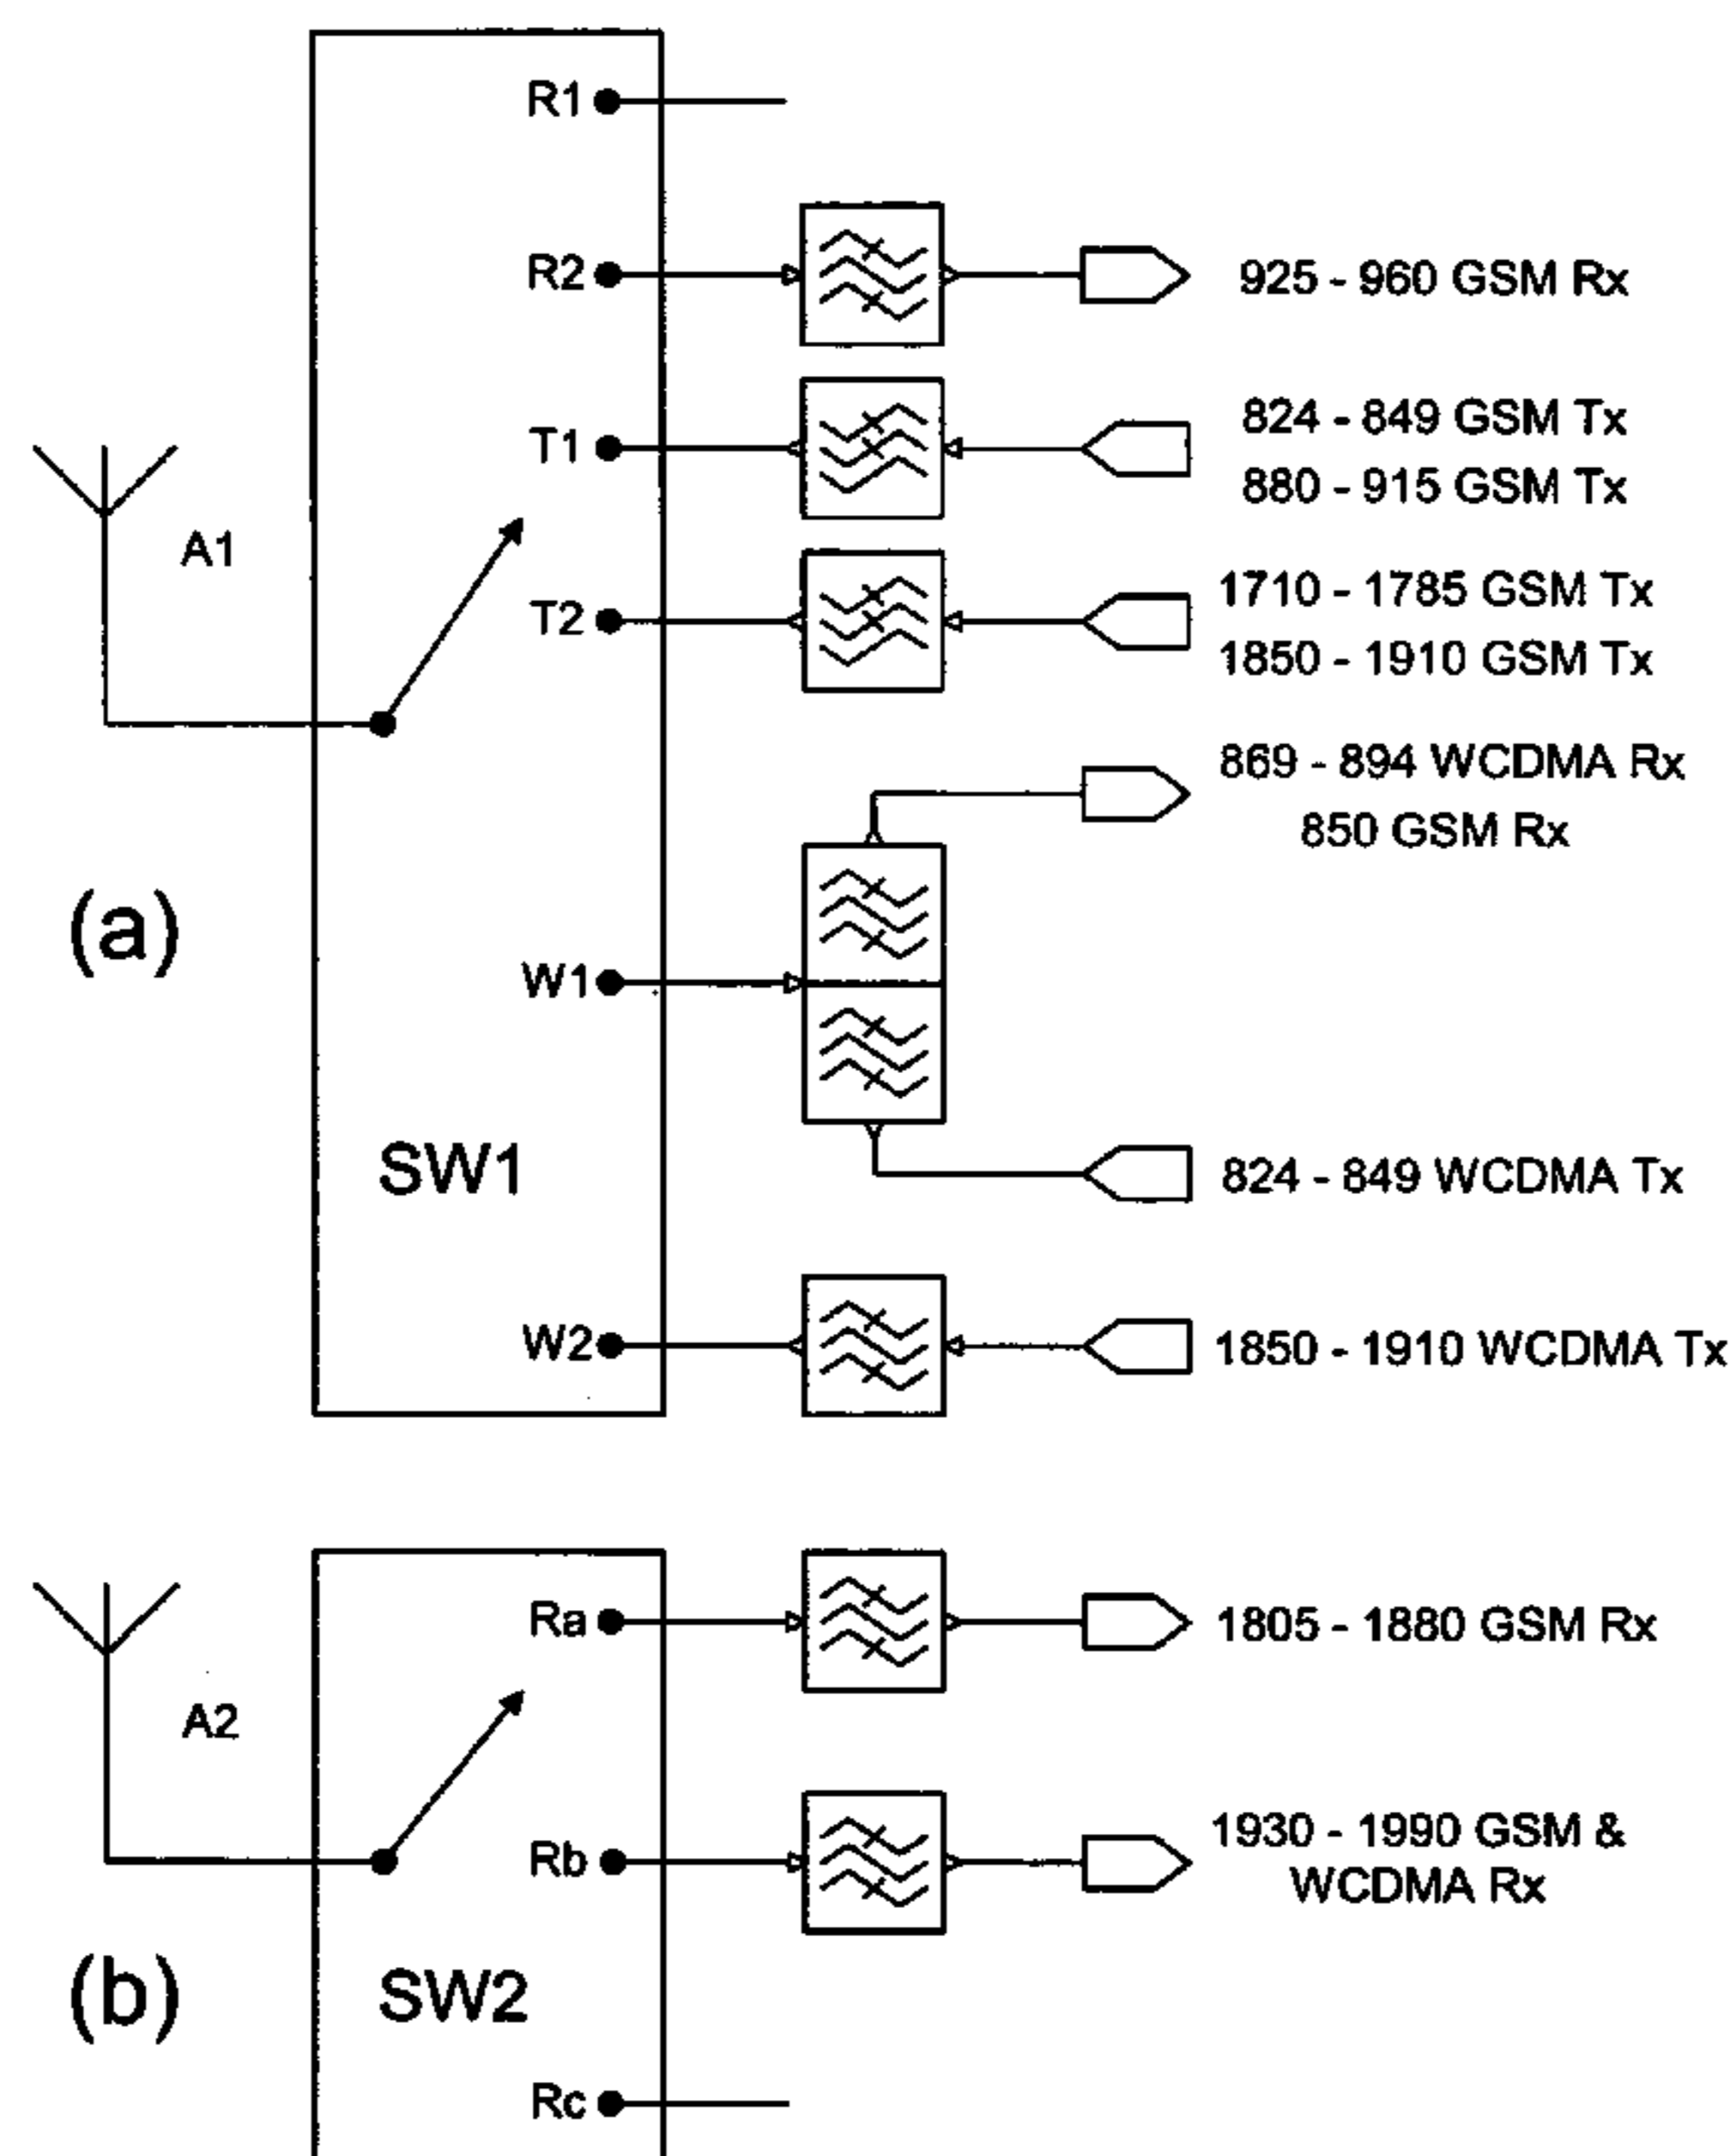 R1
R2
925 - 960 GSM Rx
T1
824 - 849 GSM Tx
880 - 915 GSM Tx
A1
T2
1710 - 1785 GSM Tx
1850 - 1910 GSM Tx
869 - 894 WCDMA Rx
850 GSM Rx
(a)
W1
SW1
824 - 849 WCDMA Tx
W2
1850 - 1910 WCDMA Tx
Ra
1805 - 1880 GSM Rx
A2
Rb
1930 - 1990 GSM &
WCDMA Rx
(b)
SW2
Rc